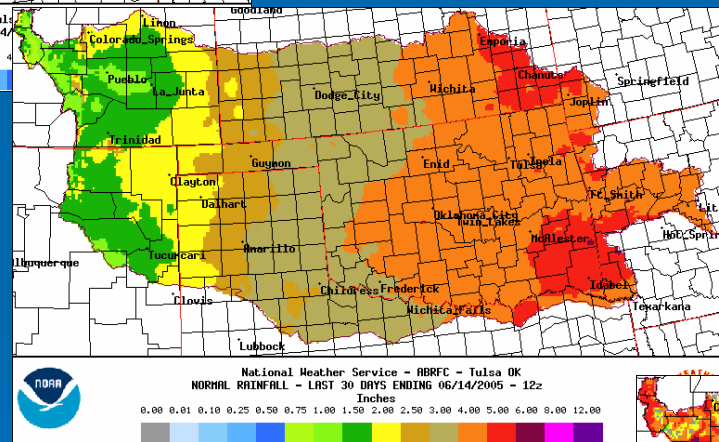 Goodland
Limon
Colorado_Springs
Emporia
Pueblo
La_Junta
Chanute
Springfield
Dodge_City
Wichita
Joplin
Trinidad
Guymon
Enid
Tulsa
Inola
Clayton
Ft_Smith
Dalhart
Oklahoma_City
Twin_Lakes
McAlester
Amarillo
Albuquerque
Tucumcari
Idabel
Childress
Frederick
Clovis
Wichita_Falls
Texarkana
Lubbock
NOAA
National Weather Service - ABRFC - Tulsa OK
NORMAL RAINFALL - LAST 30 DAYS ENDING 06/14/2005 - 12z
Inches
0.00 0.01 0.10 0.25 0.50 0.75 1.00 1.50 2.00 2.50 3.00 4.00 5.00 6.00 8.00 12.00